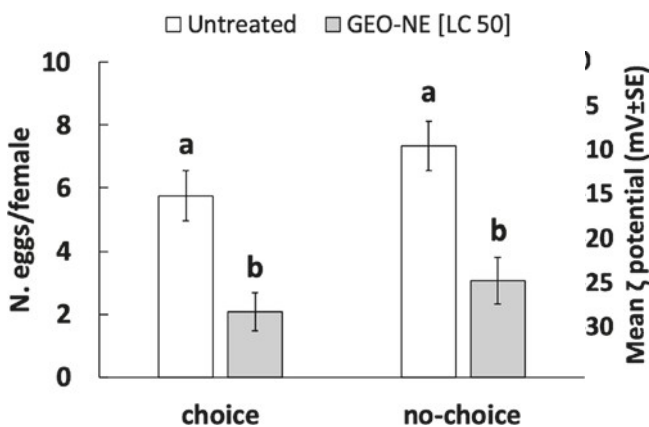 Untreated GEO-NE [LC 50]
N. eggs/female
10
8
6
4
2
0
a
b
a
b
choice
no-choice
0
5
10
15
20
25
30
Mean ζ potential (mV±SE)